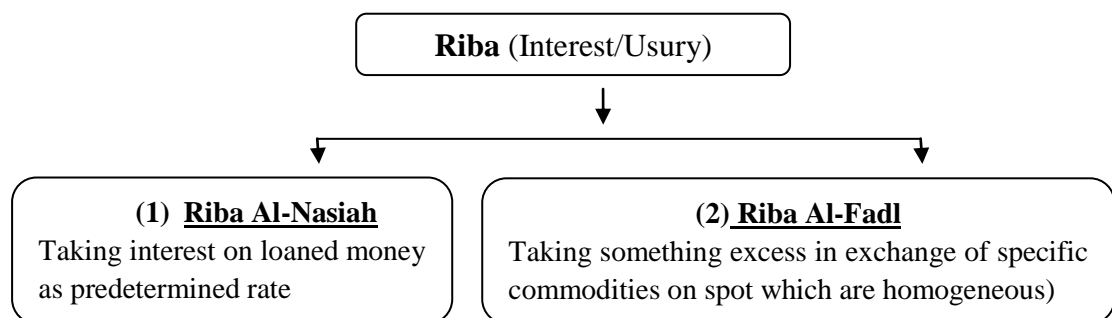 Riba (Interest/Usury)
(1) Riba Al-Nasiah
Taking interest on loaned money
as predetermined rate
(2) Riba Al-Fadl
Taking something excess in exchange of specific
commodities on spot which are homogeneous)